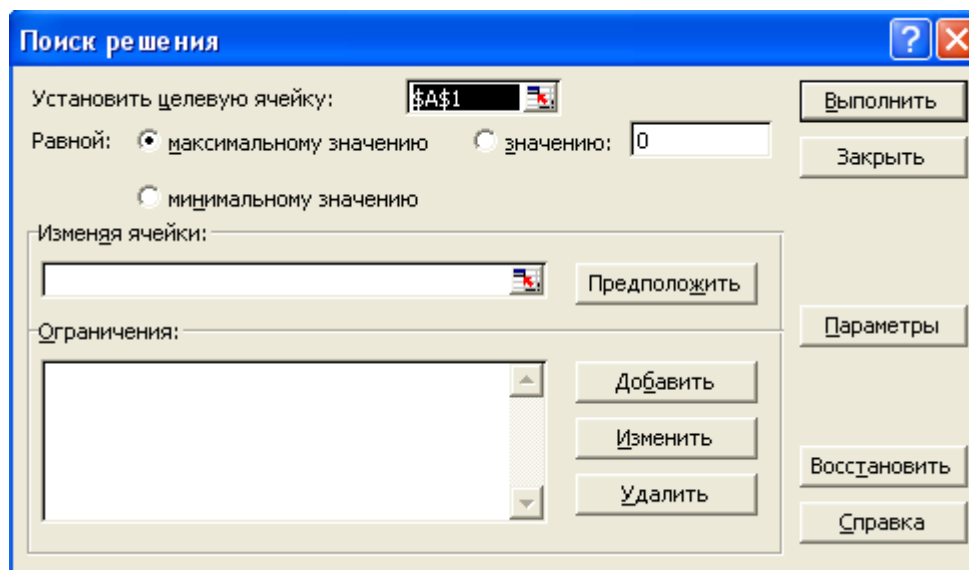 Поиск решения
Установить целевую ячейку: $A$1
Выполнить
Равной: максимальному значению значению: 0
Закрыть
минимальному значению
Изменяя ячейки:
Предположить
Ограничения:
Параметры
Добавить
Изменить
Восстановить
Удалить
Справка